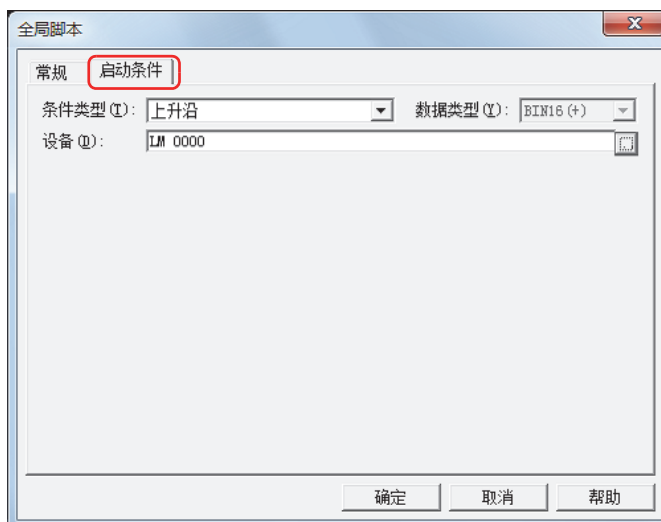 全局脚本
常规 启动条件
条件类型(T): 上升沿 数据类型(Y): BIN16(+)
设备(D): LM 0000
确定 取消 帮助